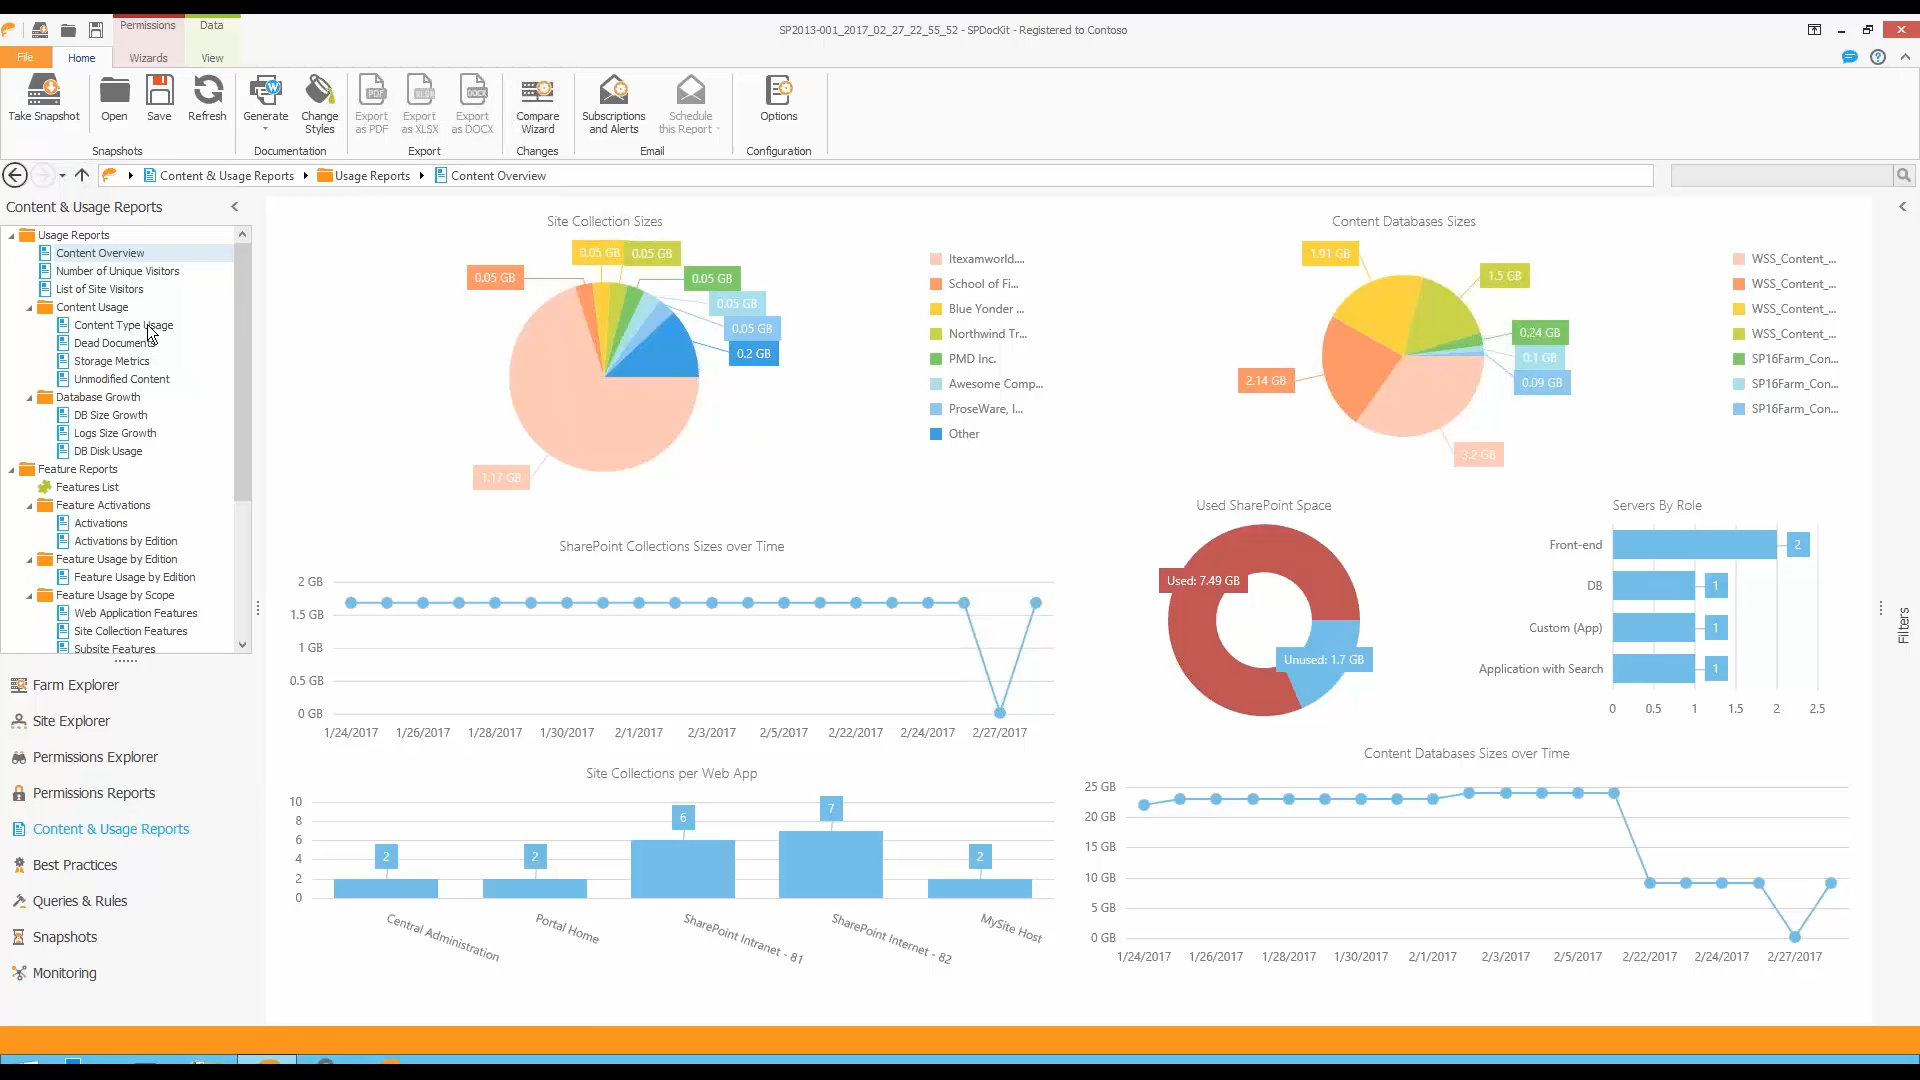 Permissions
Data
SP2013-001_2017_02_27_22_55_52 - SPDocKit - Registered to Contoso
File
Home
Wizards
View
Take Snapshot
Open
Save
Refresh
Generate
Change Styles
Export as PDF
Export as XLSX
Export as DOCX
Compare Wizard
Subscriptions and Alerts
Schedule this Report
Options
Snapshots
Documentation
Export
Changes
Email
Configuration
Content & Usage Reports
Usage Reports
Content Overview
Content & Usage Reports
Usage Reports
Content Overview
Number of Unique Visitors
List of Site Visitors
Content Usage
Content Type Usage
Dead Documents
Storage Metrics
Unmodified Content
Database Growth
DB Size Growth
Logs Size Growth
DB Disk Usage
Feature Reports
Features List
Feature Activations
Activations
Activations by Edition
Feature Usage by Edition
Feature Usage by Edition
Feature Usage by Scope
Web Application Features
Site Collection Features
Subsite Features
Farm Explorer
Site Explorer
Permissions Explorer
Permissions Reports
Content & Usage Reports
Best Practices
Queries & Rules
Snapshots
Monitoring
Site Collection Sizes
0.05 GB
0.05 GB
0.05 GB
0.05 GB
0.05 GB
0.05 GB
0.2 GB
1.17 GB
Itexamworld....
School of Fi...
Blue Yonder ...
Northwind Tr...
PMD Inc.
Awesome Comp...
ProseWare, I...
Other
Content Databases Sizes
1.91 GB
1.5 GB
0.24 GB
0.1 GB
0.09 GB
2.14 GB
3.2 GB
WSS_Content_...
WSS_Content_...
WSS_Content_...
WSS_Content_...
SP16Farm_Con...
SP16Farm_Con...
SP16Farm_Con...
SharePoint Collections Sizes over Time
2 GB
1.5 GB
1 GB
0.5 GB
0 GB
1/24/2017 1/26/2017 1/28/2017 1/30/2017 2/1/2017 2/3/2017 2/5/2017 2/22/2017 2/24/2017 2/27/2017
Used SharePoint Space
Used: 7.49 GB
Unused: 1.7 GB
Servers By Role
Front-end 2
DB 1
Custom (App) 1
Application with Search 1
0 0.5 1 1.5 2 2.5
Site Collections per Web App
10
8
6
4
2
0
2
2
6
7
2
Central Administration
Portal Home
SharePoint Intranet - 81
SharePoint Internet - 82
MySite Host
Content Databases Sizes over Time
25 GB
20 GB
15 GB
10 GB
5 GB
0 GB
1/24/2017 1/26/2017 1/28/2017 1/30/2017 2/1/2017 2/3/2017 2/5/2017 2/22/2017 2/24/2017 2/27/2017
Filters